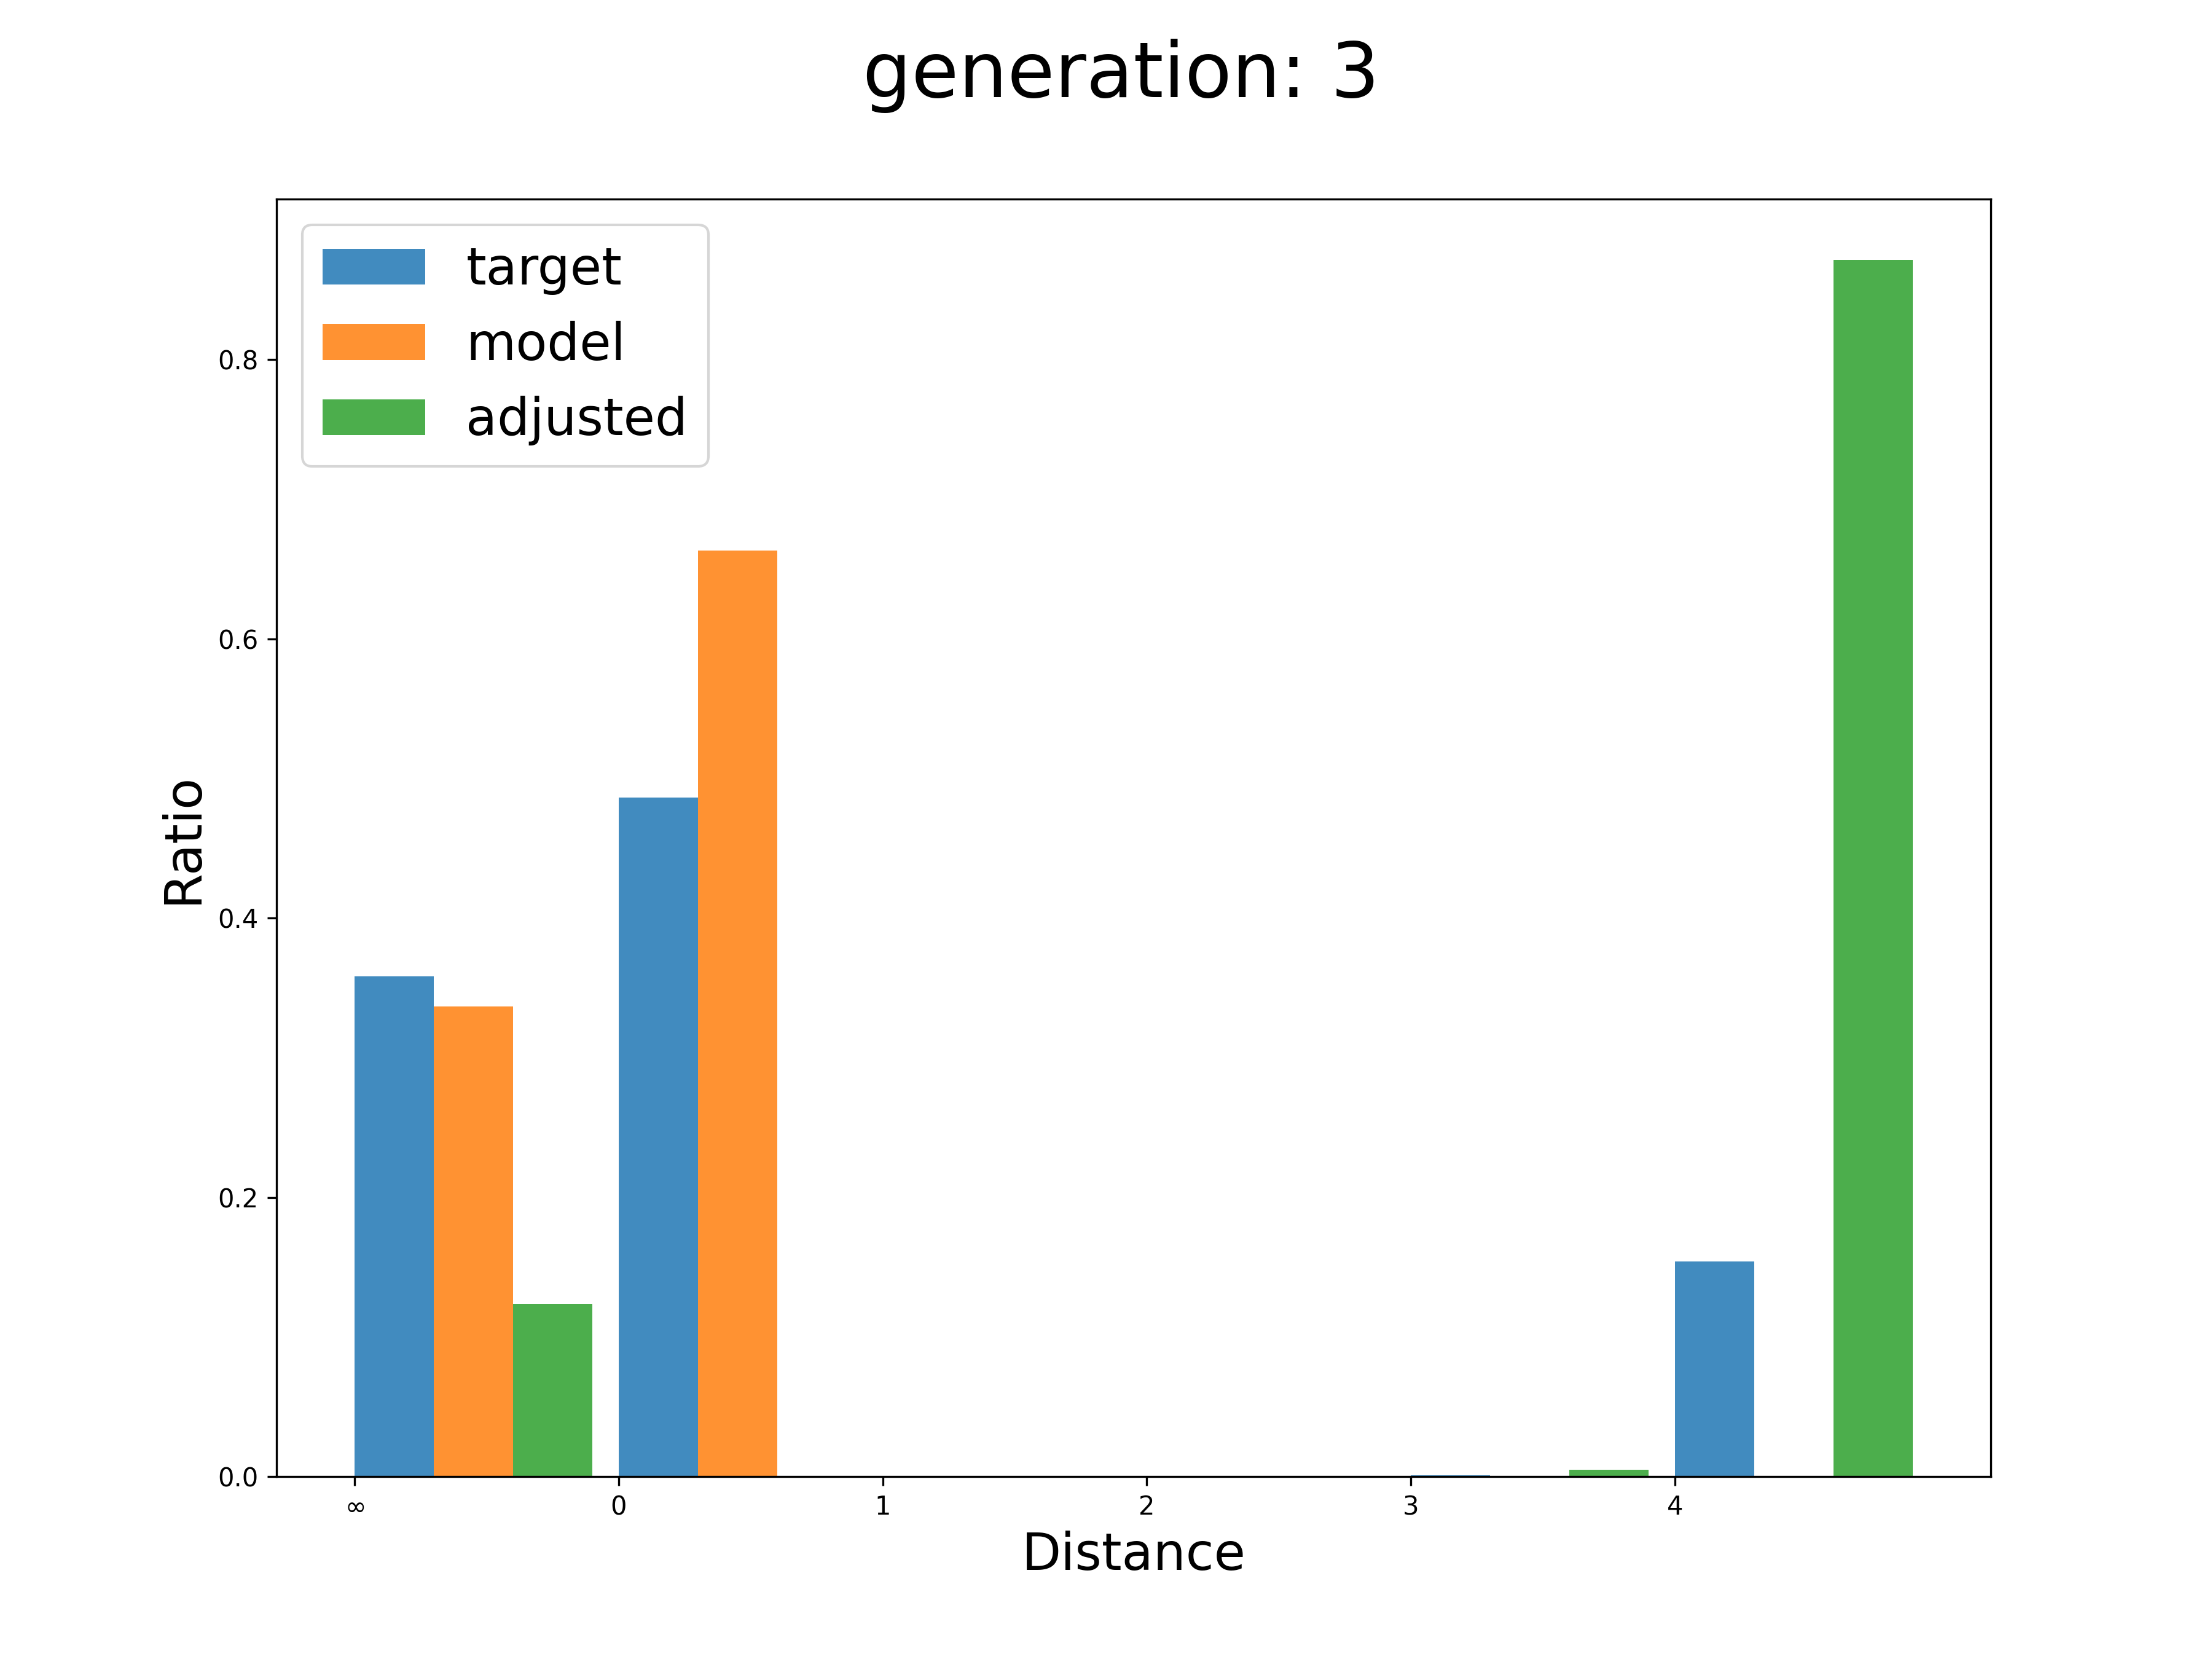 generation: 3
target
model
adjusted
0.8
0.6
0.4
0.2
0.0
Ratio
∞ 0 1 2 3 4
Distance